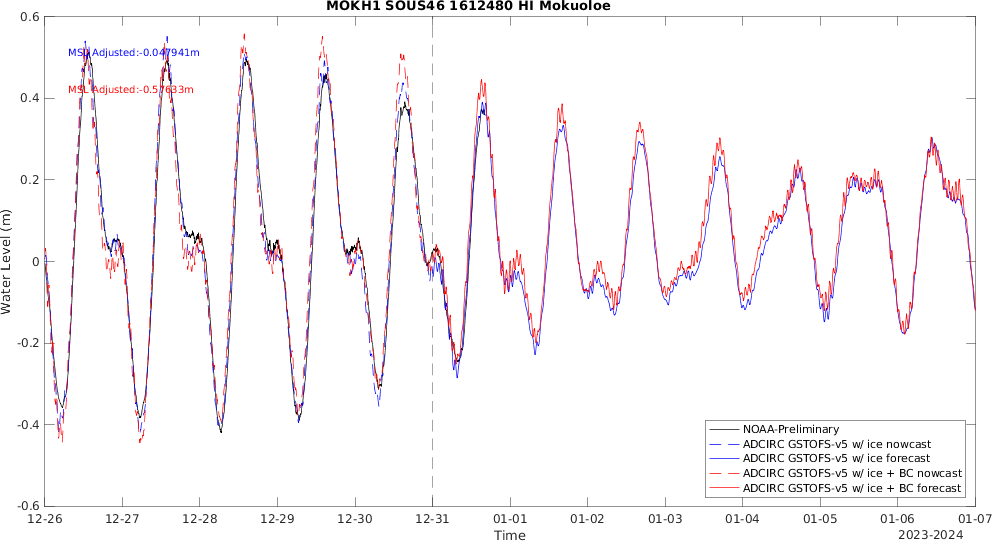 MOKH1 SOUS46 1612480 HI Mokuoloe
0.6
MSL Adjusted:-0.047941m
MSL Adjusted:-0.57633m
0.4
0.2
0
-0.2
-0.4
-0.6
Water Level (m)
NOAA-Preliminary
ADCIRC GSTOFS-v5 w/ ice nowcast
ADCIRC GSTOFS-v5 w/ ice forecast
ADCIRC GSTOFS-v5 w/ ice + BC nowcast
ADCIRC GSTOFS-v5 w/ ice + BC forecast
12-26 12-27 12-28 12-29 12-30 12-31 01-01 01-02 01-03 01-04 01-05 01-06 01-07
Time
2023-2024